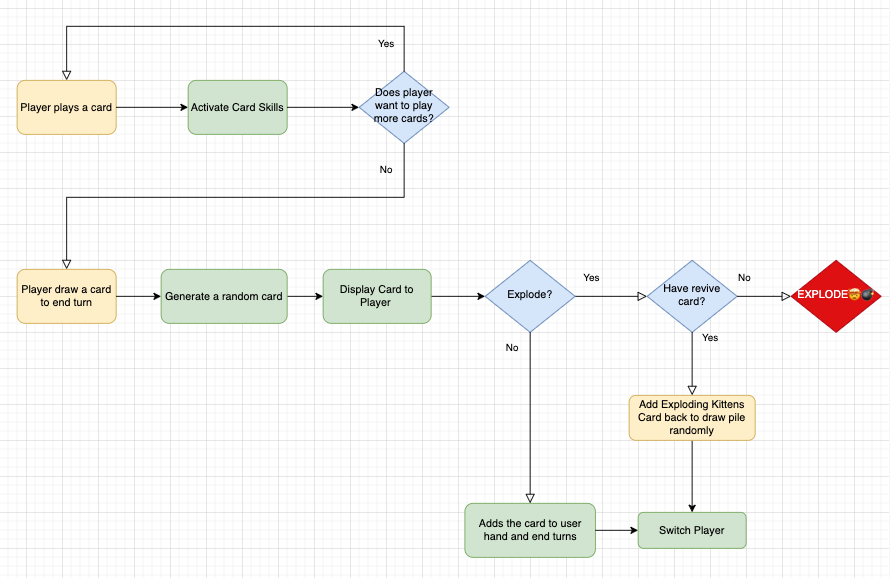 Yes
Player plays a card
Activate Card Skills
Does player
want to play
more cards?
No
Player draw a card
to end turn
Generate a random card
Display Card to
Player
Explode?
Yes
Have revive
card?
No
EXPLODE🤯💣
No
Yes
Add Exploding Kittens
Card back to draw pile
randomly
Adds the card to user
hand and end turns
Switch Player